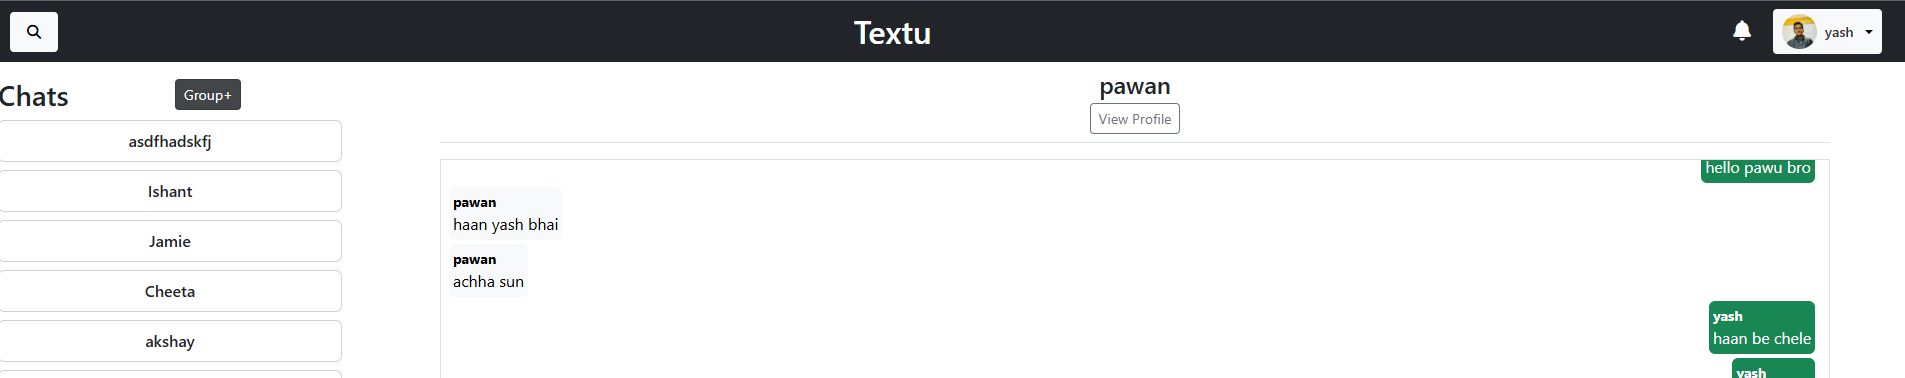 Textu
yash
Chats
Group+
asdfhadskfj
Ishant
Jamie
Cheeta
akshay
pawan
View Profile
hello pawu bro
pawan
haan yash bhai
pawan
achha sun
yash
haan be chele
yash